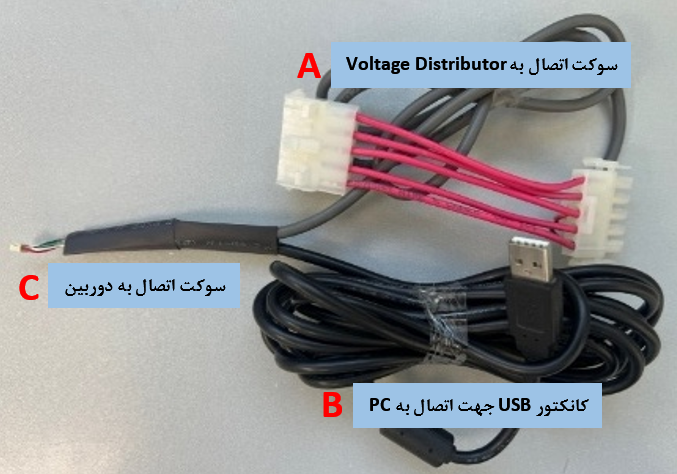 A
سوکت اتصال به Voltage Distributor
C
سوکت اتصال به دوربین
B
کانکتور USB جهت اتصال به PC